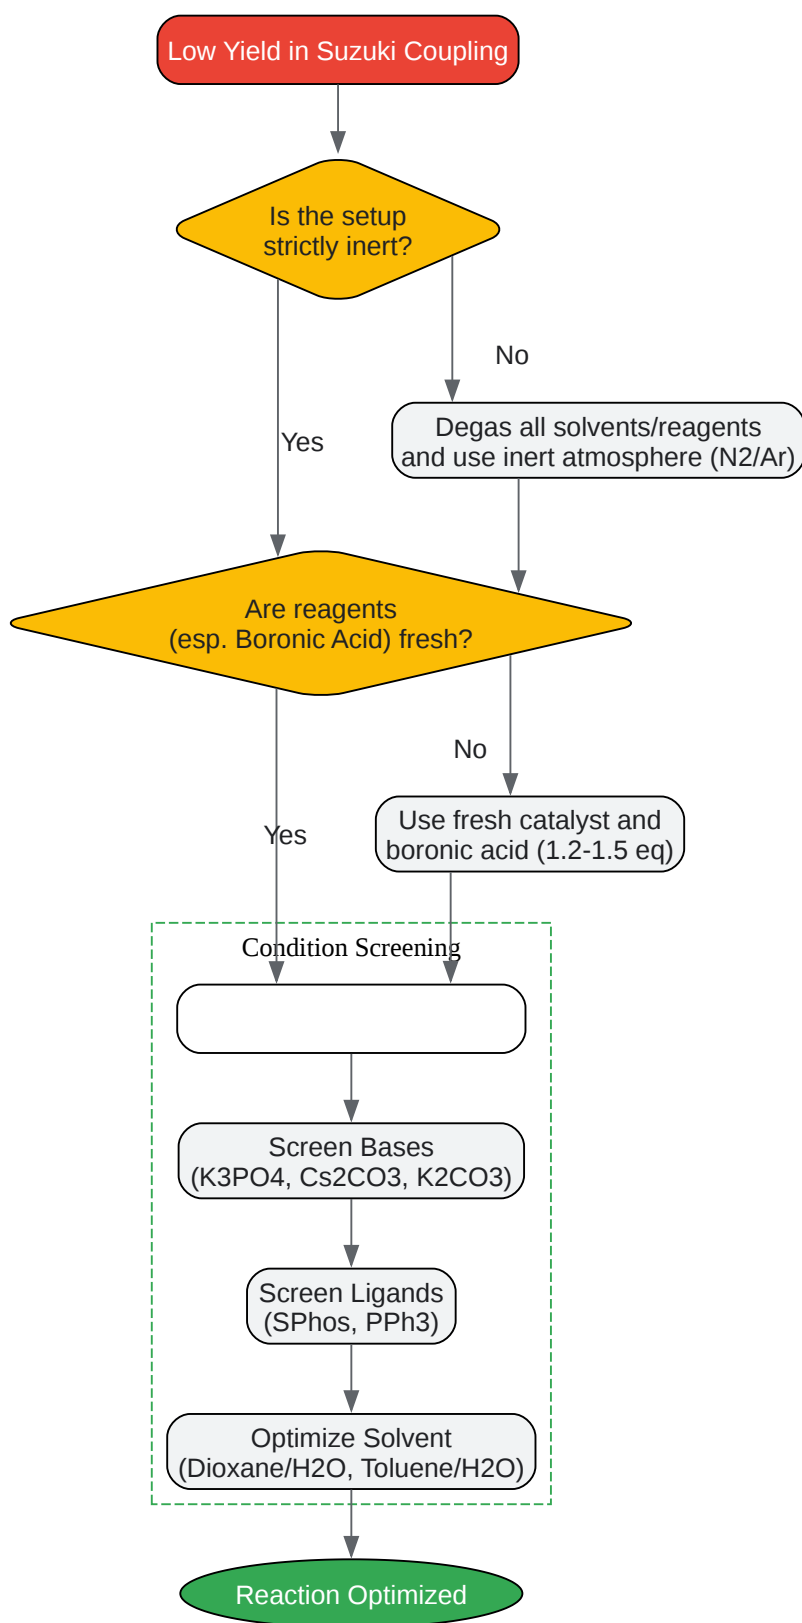 Low Yield in Suzuki Coupling
Is the setup
strictly inert?
No
Yes
Degas all solvents/reagents
and use inert atmosphere (N2/Ar)
Are reagents
(esp. Boronic Acid) fresh?
No
Yes
Use fresh catalyst and
boronic acid (1.2-1.5 eq)
Condition Screening
Screen Bases
(K3PO4, Cs2CO3, K2CO3)
Screen Ligands
(SPhos, PPh3)
Optimize Solvent
(Dioxane/H2O, Toluene/H2O)
Reaction Optimized